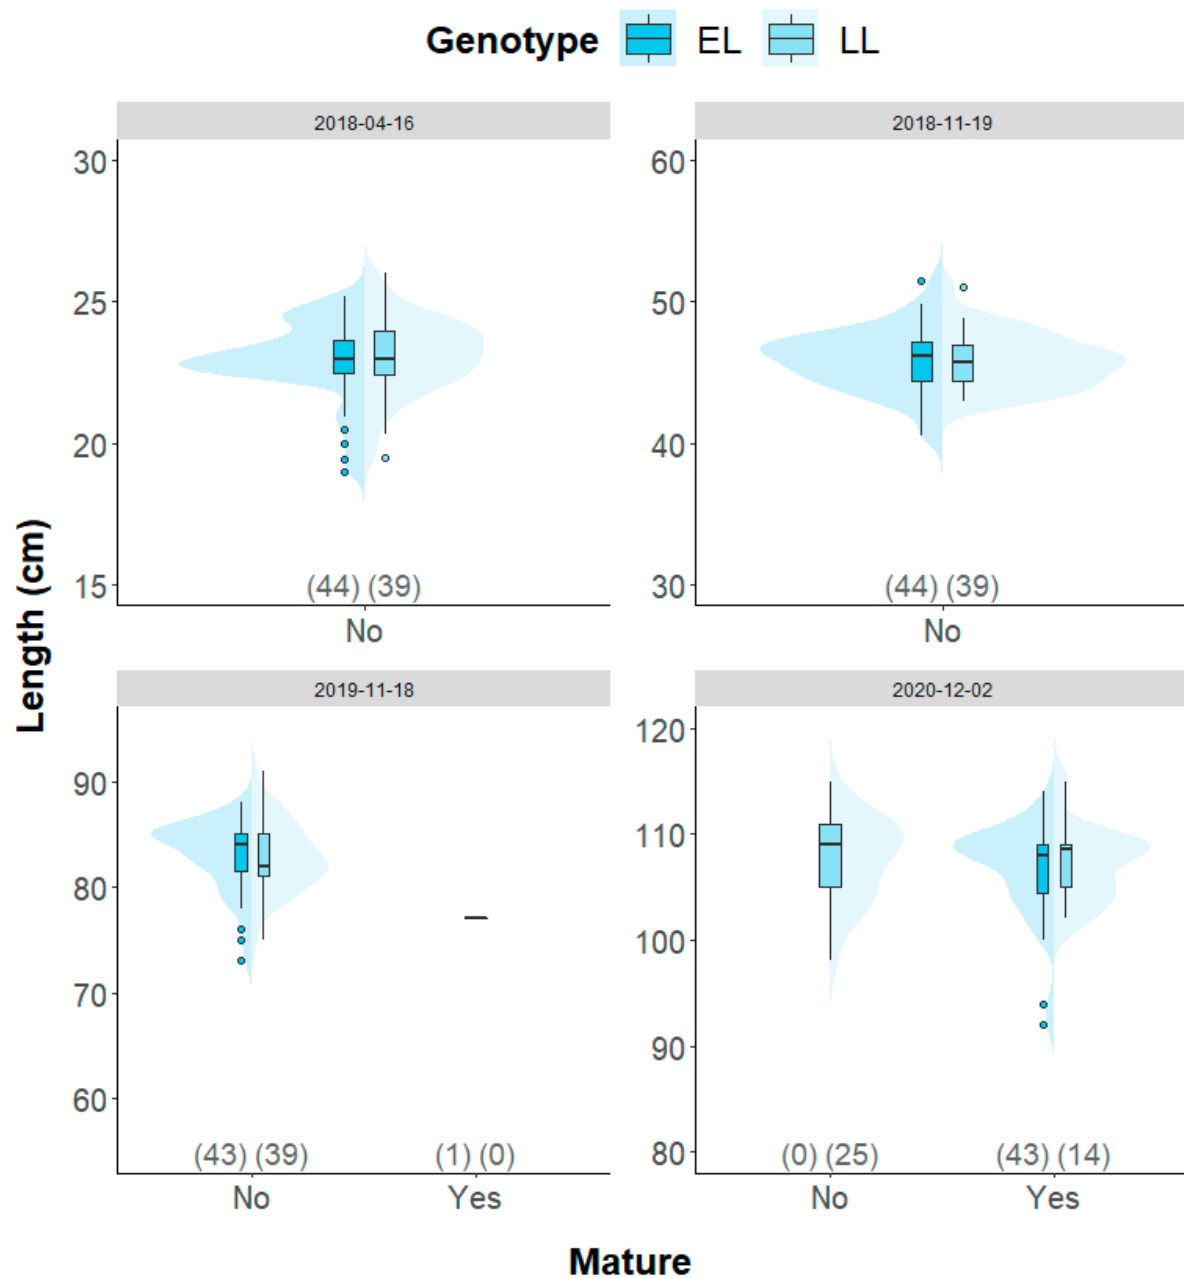 Genotype EL LL
2018-04-16
30
25
20
15
(44) (39)
No
2018-11-19
60
50
40
30
(44) (39)
No
Length (cm)
2019-11-18
90
80
70
60
(43) (39) (1) (0)
No Yes
2020-12-02
120
110
100
90
80
(0) (25) (43) (14)
No Yes
Mature